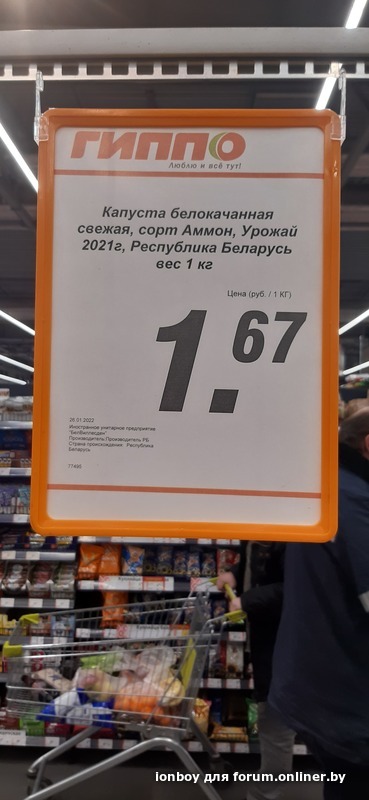 ГИППО
Люблю и всё тут!
Капуста белокачанная
свежая, сорт Аммон, Урожай
2021г, Республика Беларусь
вес 1 кг
Цена (руб. / 1 КГ)
1.67
26.01.2022
Иностранное унитарное предприятие
"БелВиллесден"
Производитель:Производитель РБ
Страна происхождения: Республика
Беларусь
77495
ionboy для forum.onliner.by